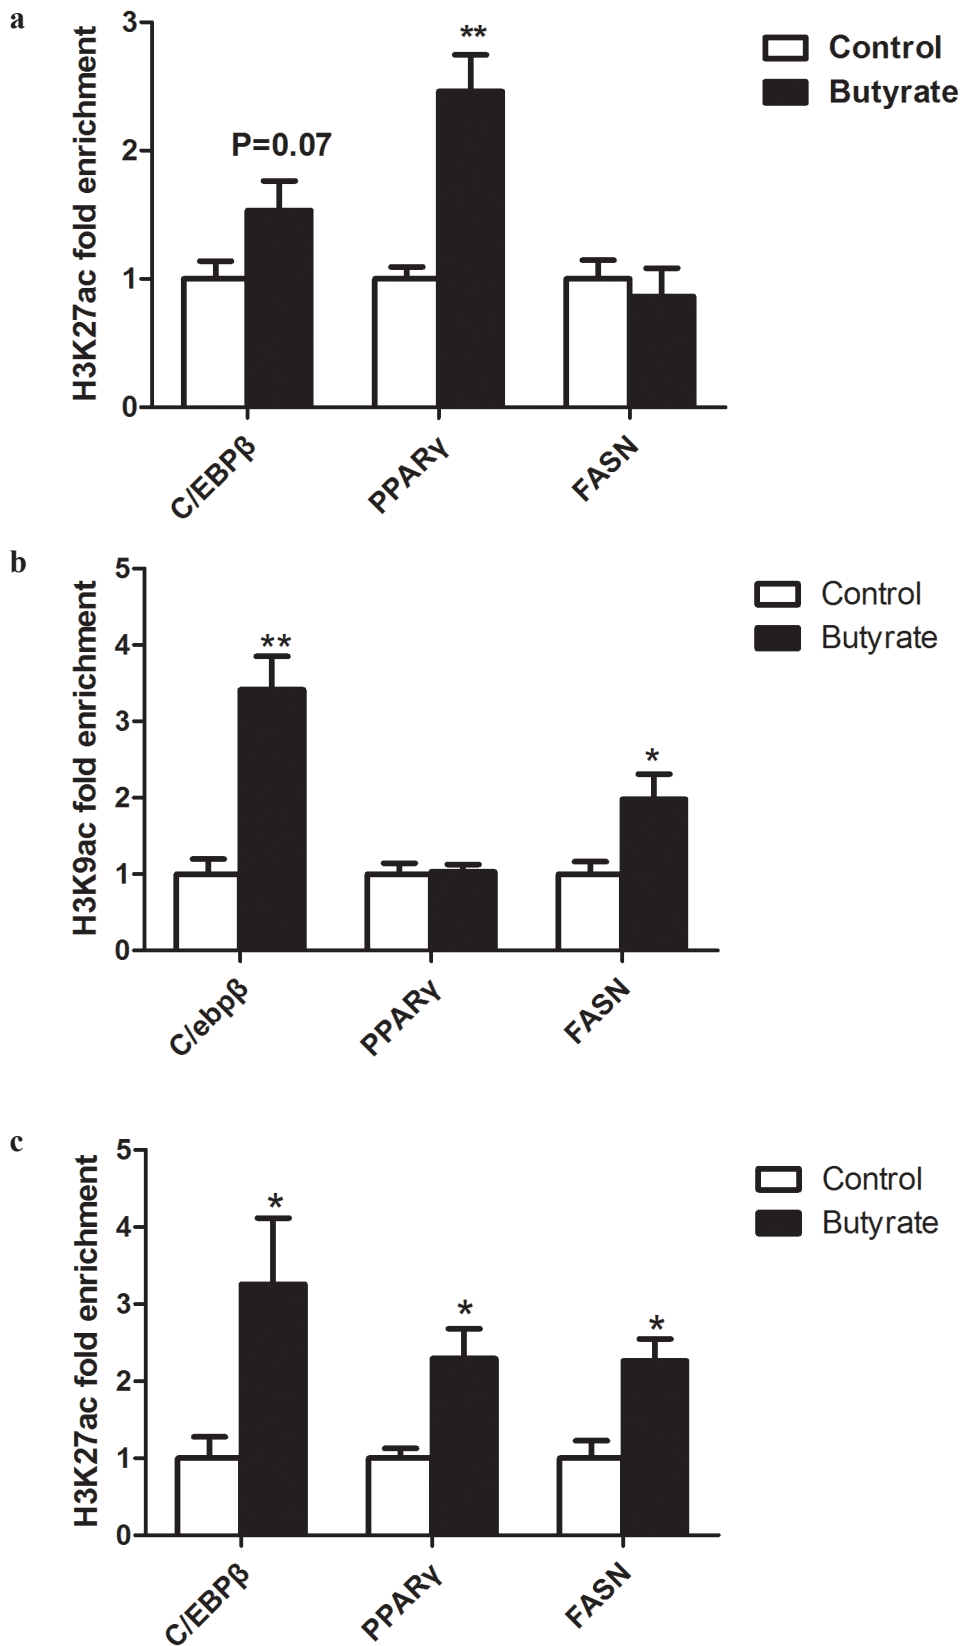 a
H3K27ac fold enrichment
3
2
1
0
P=0.07
**
Control
Butyrate
C/EBPβ
PPARγ
FASN
b
H3K9ac fold enrichment
5
4
3
2
1
0
**
*
Control
Butyrate
C/ebpβ
PPARγ
FASN
c
H3K27ac fold enrichment
5
4
3
2
1
0
*
*
*
Control
Butyrate
C/EBPβ
PPARγ
FASN